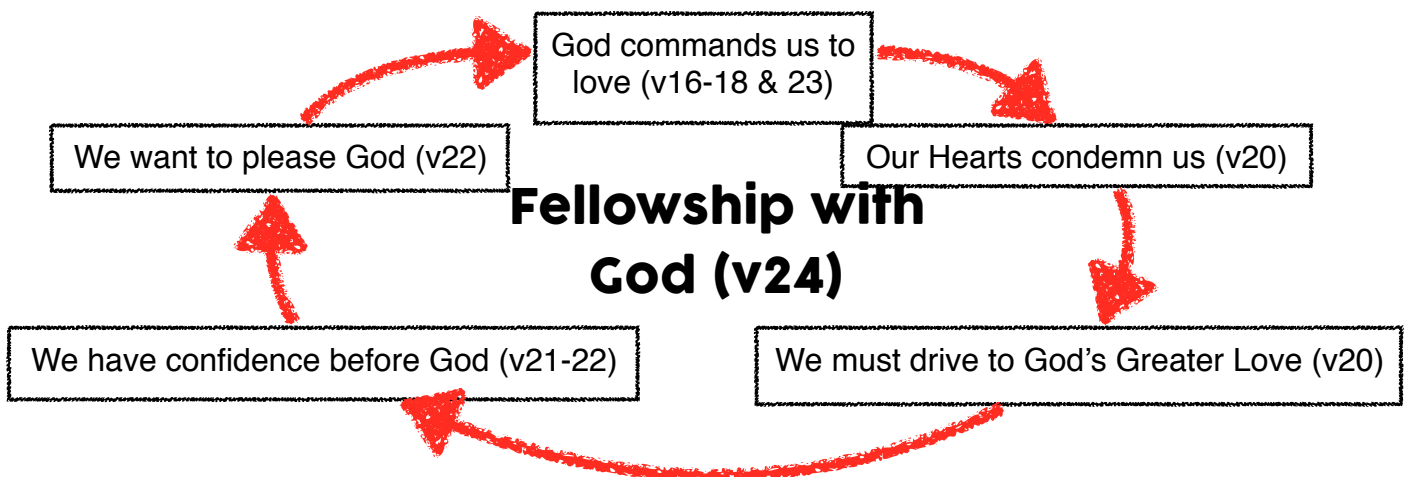 God commands us to
love (v16-18 & 23)
We want to please God (v22)
Our Hearts condemn us (v20)
Fellowship with
God (v24)
We have confidence before God (v21-22)
We must drive to God’s Greater Love (v20)